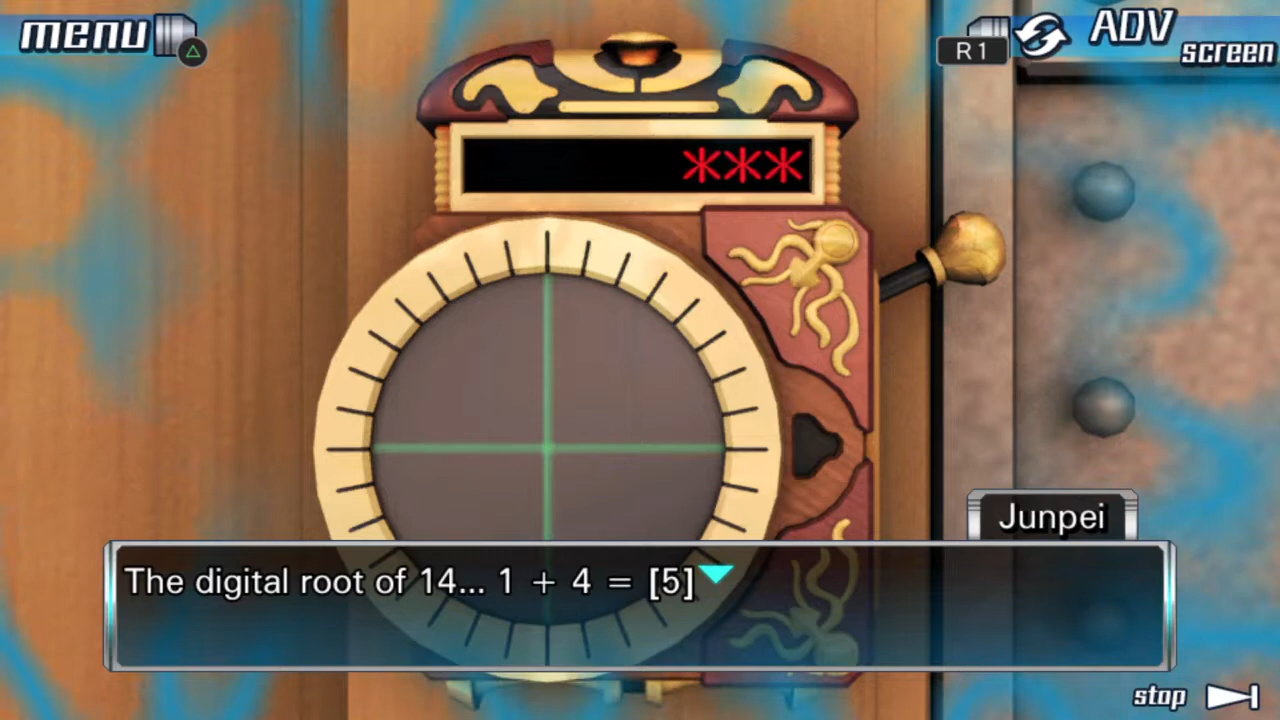 menu
R1
ADV
screen
***
Junpei
The digital root of 14... 1 + 4 = [5]
stop